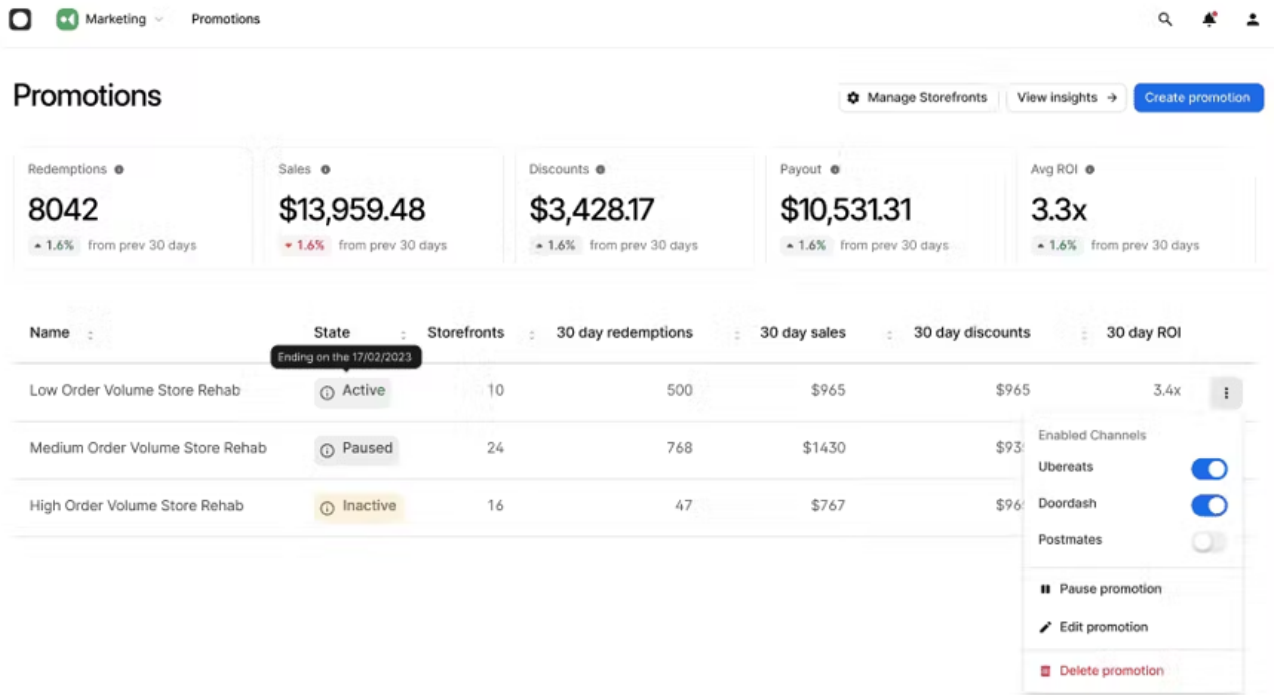 Marketing Promotions
Promotions
Manage Storefronts View insights → Create promotion
Redemptions Sales Discounts Payout Avg ROI
8042 $13,959.48 $3,428.17 $10,531.31 3.3x
1.6% from prev 30 days 1.6% from prev 30 days 1.6% from prev 30 days 1.6% from prev 30 days 1.6% from prev 30 days
Name State Storefronts 30 day redemptions 30 day sales 30 day discounts 30 day ROI
Ending on the 17/02/2023
Low Order Volume Store Rehab Active 10 500 $965 $965 3.4x
Medium Order Volume Store Rehab Paused 24 768 $1430
High Order Volume Store Rehab Inactive 16 47 $767
Enabled Channels
Ubereats
Doordash
Postmates
Pause promotion
Edit promotion
Delete promotion